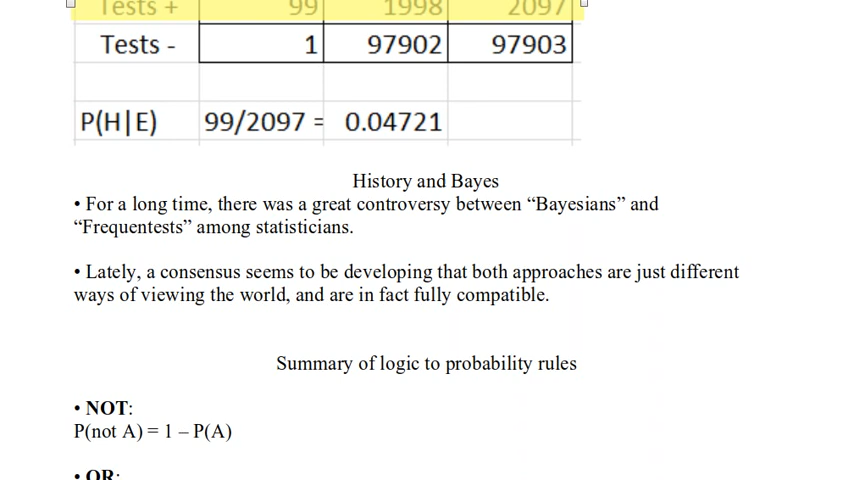 Tests + 99 1998 2097
Tests - 1 97902 97903
P(H|E) 99/2097 = 0.04721
History and Bayes
• For a long time, there was a great controversy between “Bayesians” and
“Frequentests” among statisticians.
• Lately, a consensus seems to be developing that both approaches are just different
ways of viewing the world, and are in fact fully compatible.
Summary of logic to probability rules
• NOT:
P(not A) = 1 – P(A)
• OR: